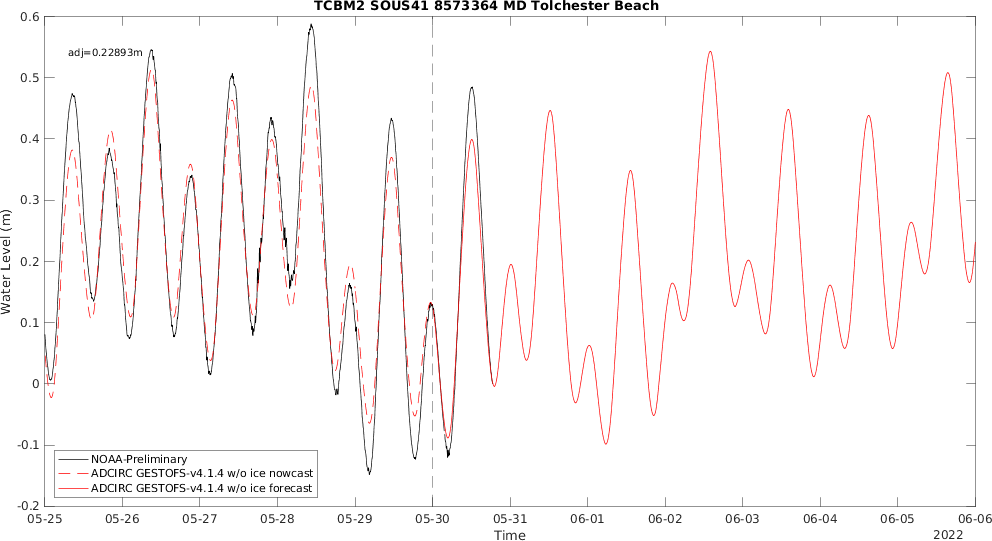 TCBM2 SOUS41 8573364 MD Tolchester Beach
adj=0.22893m
Water Level (m)
0.6
0.5
0.4
0.3
0.2
0.1
0
-0.1
-0.2
NOAA-Preliminary
ADCIRC GESTOFS-v4.1.4 w/o ice nowcast
ADCIRC GESTOFS-v4.1.4 w/o ice forecast
05-25 05-26 05-27 05-28 05-29 05-30 05-31 06-01 06-02 06-03 06-04 06-05 06-06
Time
2022